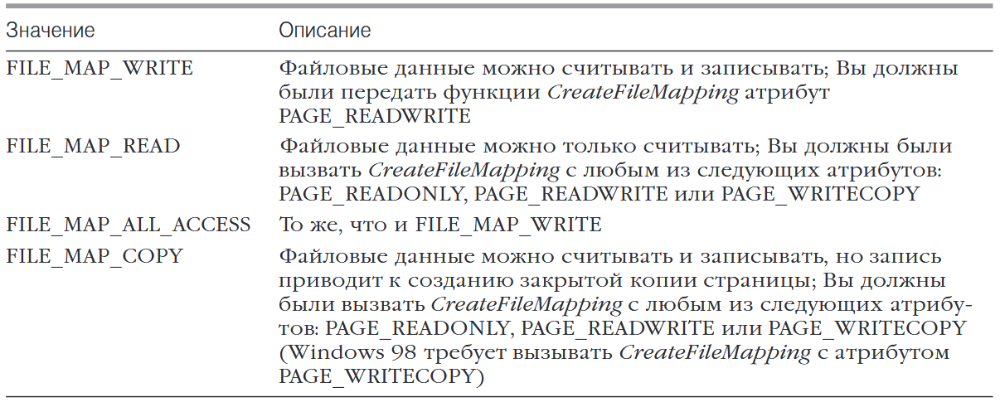 Значение Описание
FILE_MAP_WRITE Файловые данные можно считывать и записывать; Вы должны
были передать функции CreateFileMapping атрибут
PAGE_READWRITE
FILE_MAP_READ Файловые данные можно только считывать; Вы должны были
вызвать CreateFileMapping с любым из следующих атрибутов:
PAGE_READONLY, PAGE_READWRITE или PAGE_WRITECOPY
FILE_MAP_ALL_ACCESS То же, что и FILE_MAP_WRITE
FILE_MAP_COPY Файловые данные можно считывать и записывать, но запись
приводит к созданию закрытой копии страницы; Вы должны
были вызвать CreateFileMapping с любым из следующих атрибу-
тов: PAGE_READONLY, PAGE_READWRITE или PAGE_WRITECOPY
(Windows 98 требует вызывать CreateFileMapping с атрибутом
PAGE_WRITECOPY)